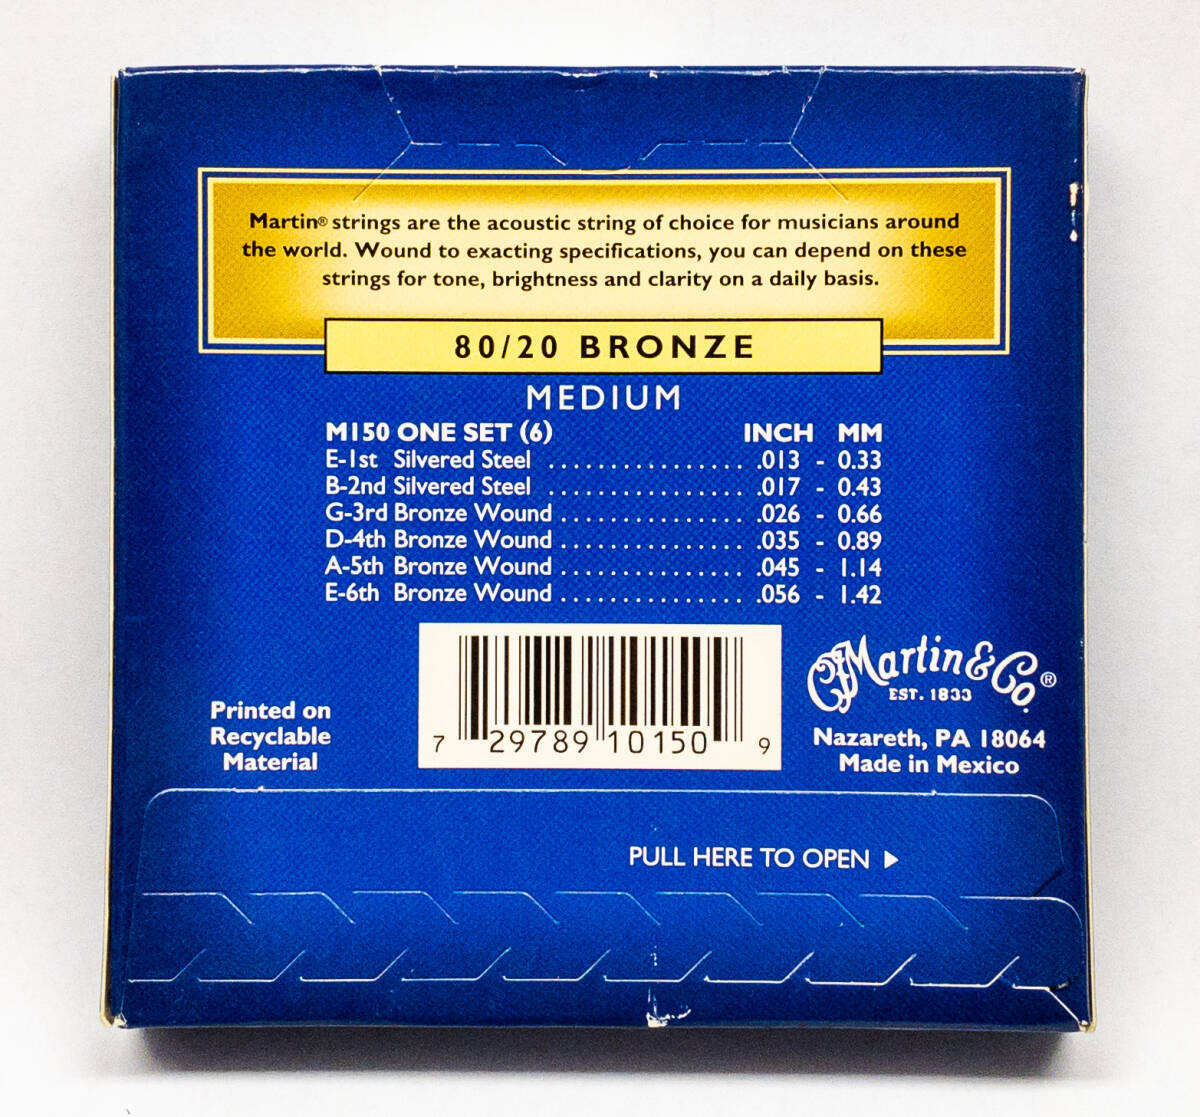 Martin® strings are the acoustic string of choice for musicians around
the world. Wound to exacting specifications, you can depend on these
strings for tone, brightness and clarity on a daily basis.
80/20 BRONZE
MEDIUM
M150 ONE SET (6) INCH MM
E-1st Silvered Steel ................ .013 - 0.33
B-2nd Silvered Steel ................ .017 - 0.43
G-3rd Bronze Wound ............... .026 - 0.66
D-4th Bronze Wound ............... .035 - 0.89
A-5th Bronze Wound ............... .045 - 1.14
E-6th Bronze Wound ............... .056 - 1.42
7 29789 10150 9
Printed on
Recyclable
Material
CF Martin & Co.®
EST. 1833
Nazareth, PA 18064
Made in Mexico
PULL HERE TO OPEN ▶